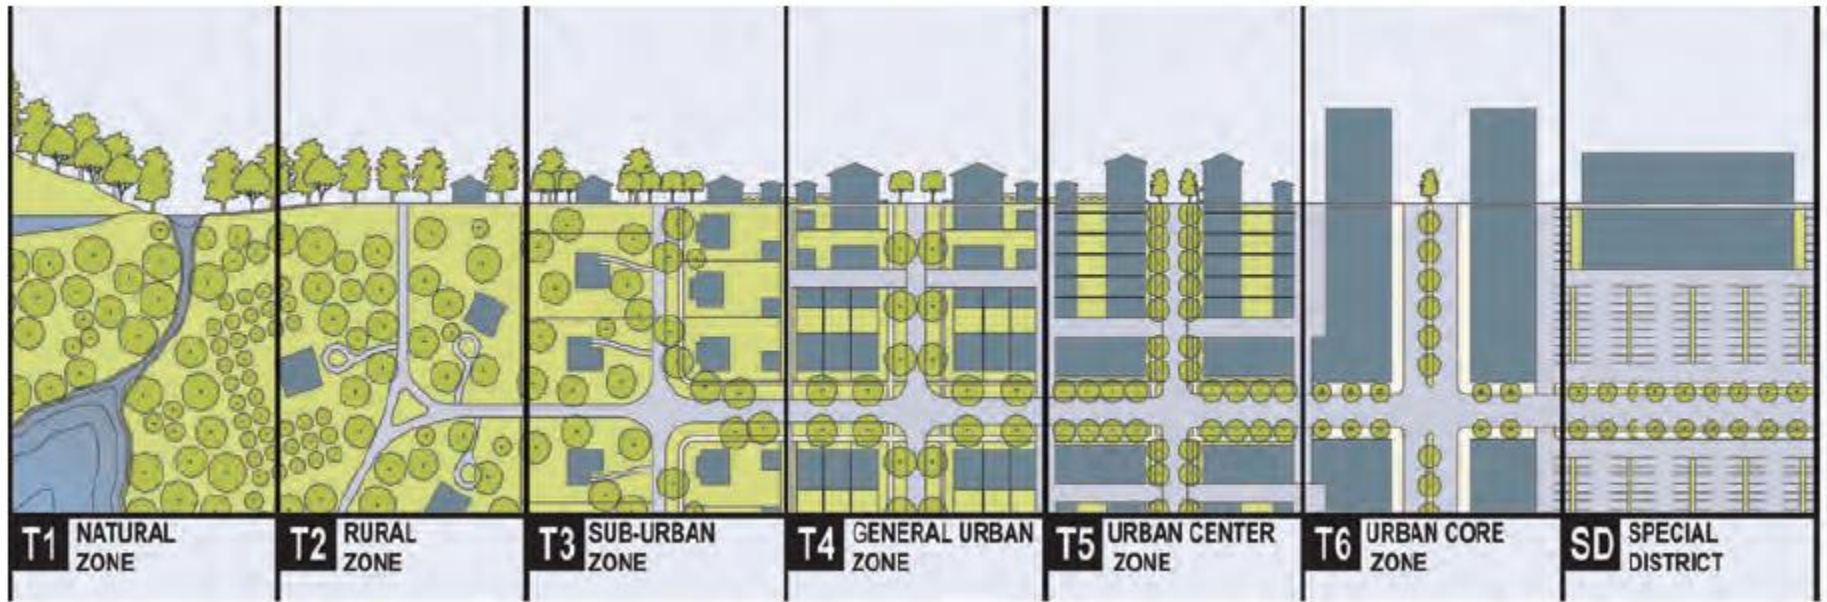 T1 NATURAL
ZONE
T2 RURAL
ZONE
T3 SUB-URBAN
ZONE
T4 GENERAL URBAN
ZONE
T5 URBAN CENTER
ZONE
T6 URBAN CORE
ZONE
SD SPECIAL
DISTRICT